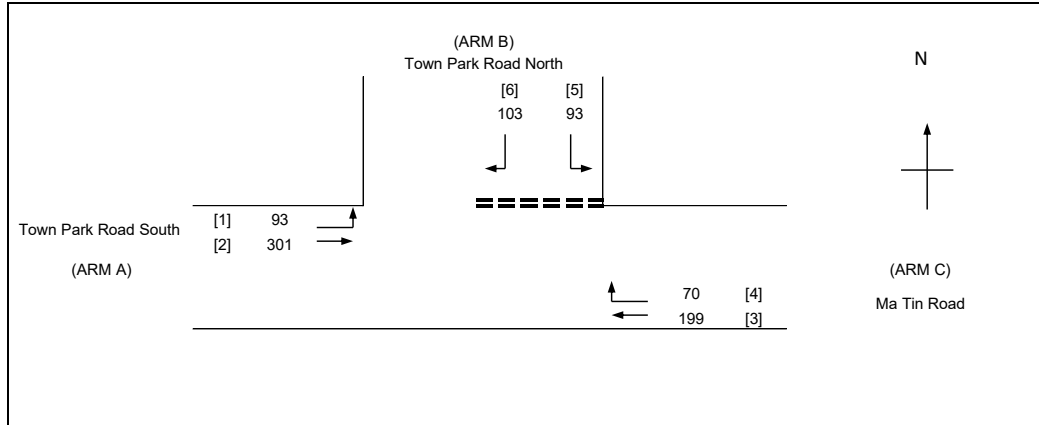 (ARM B)
Town Park Road North
N
[6] [5]
103 93
[1] 93
Town Park Road South
[2] 301
(ARM A)
(ARM C)
70 [4]
Ma Tin Road
199 [3]